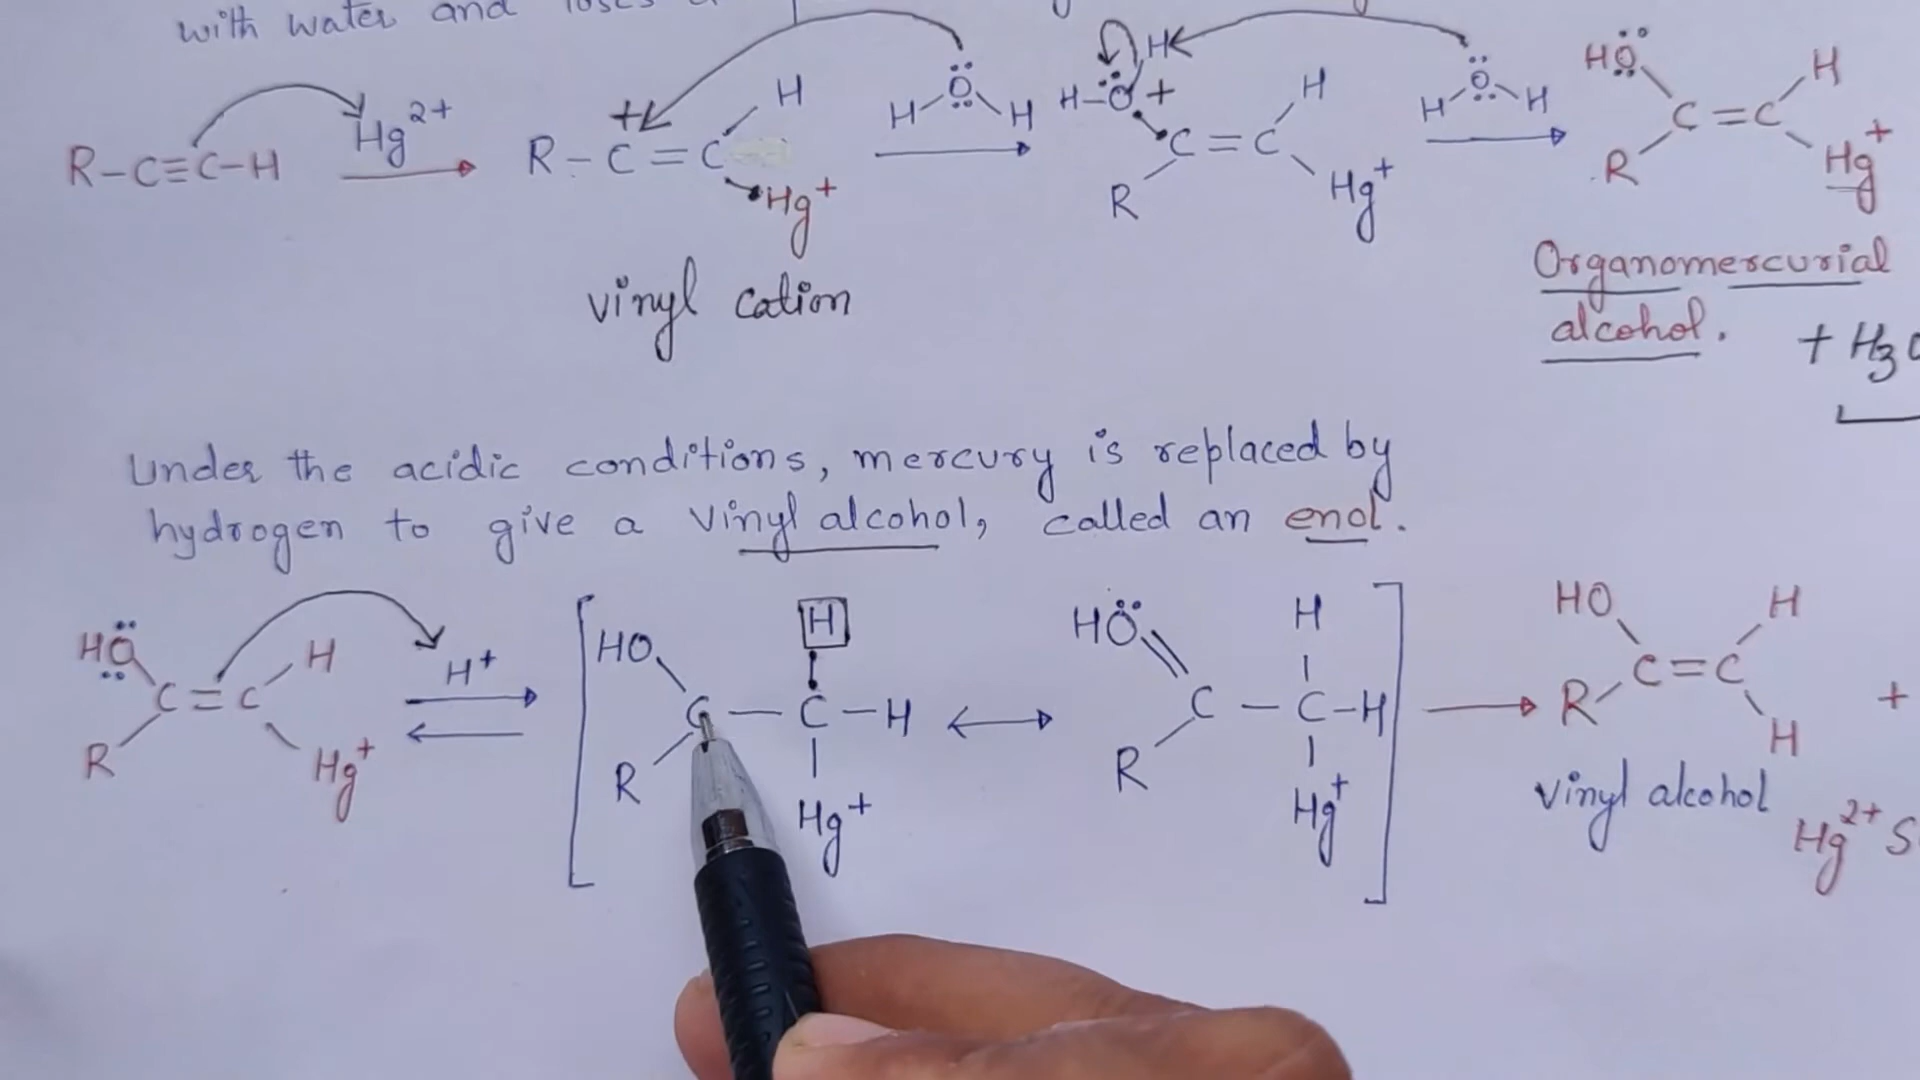 with water and loses a
R-C≡C-H Hg2+ R-C=C H Hg+ + H-O-H H-O-H + R C=C H Hg+ H-O-H HO R C=C H Hg+
vinyl cation
Organomercurial
alcohol.
+ H3
Under the acidic conditions, mercury is replaced by
hydrogen to give a vinyl alcohol, called an enol.
HO R C=C H Hg+ H+ [HO R C-C-H H Hg+ ↔ HO=C R -C-H H Hg+] HO R C=C H H +
vinyl alcohol
Hg2+ S